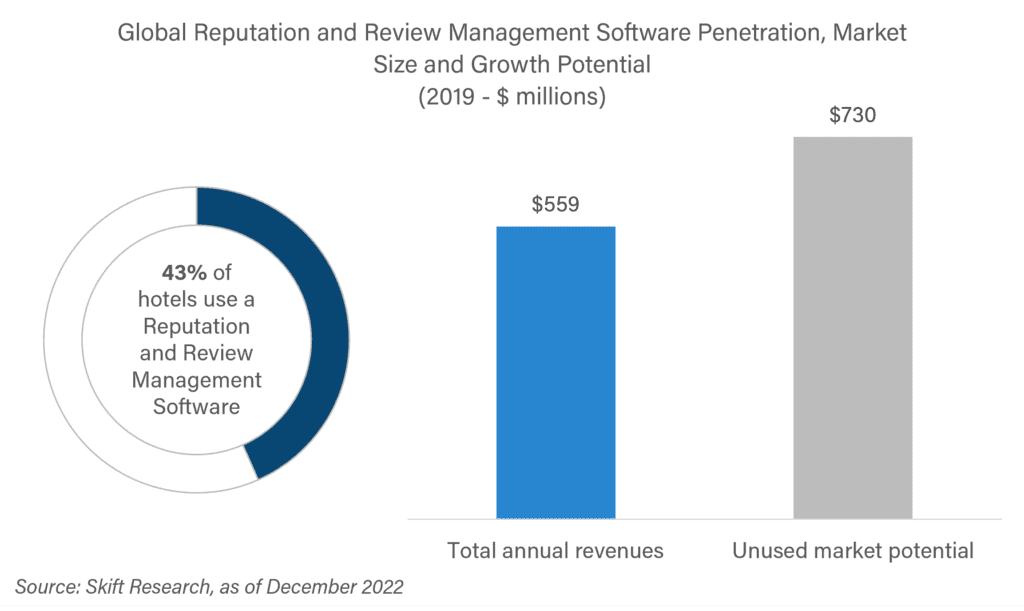 Global Reputation and Review Management Software Penetration, Market
Size and Growth Potential
(2019 - $ millions)
43% of
hotels use a
Reputation
and Review
Management
Software
$559
$730
Total annual revenues
Unused market potential
Source: Skift Research, as of December 2022